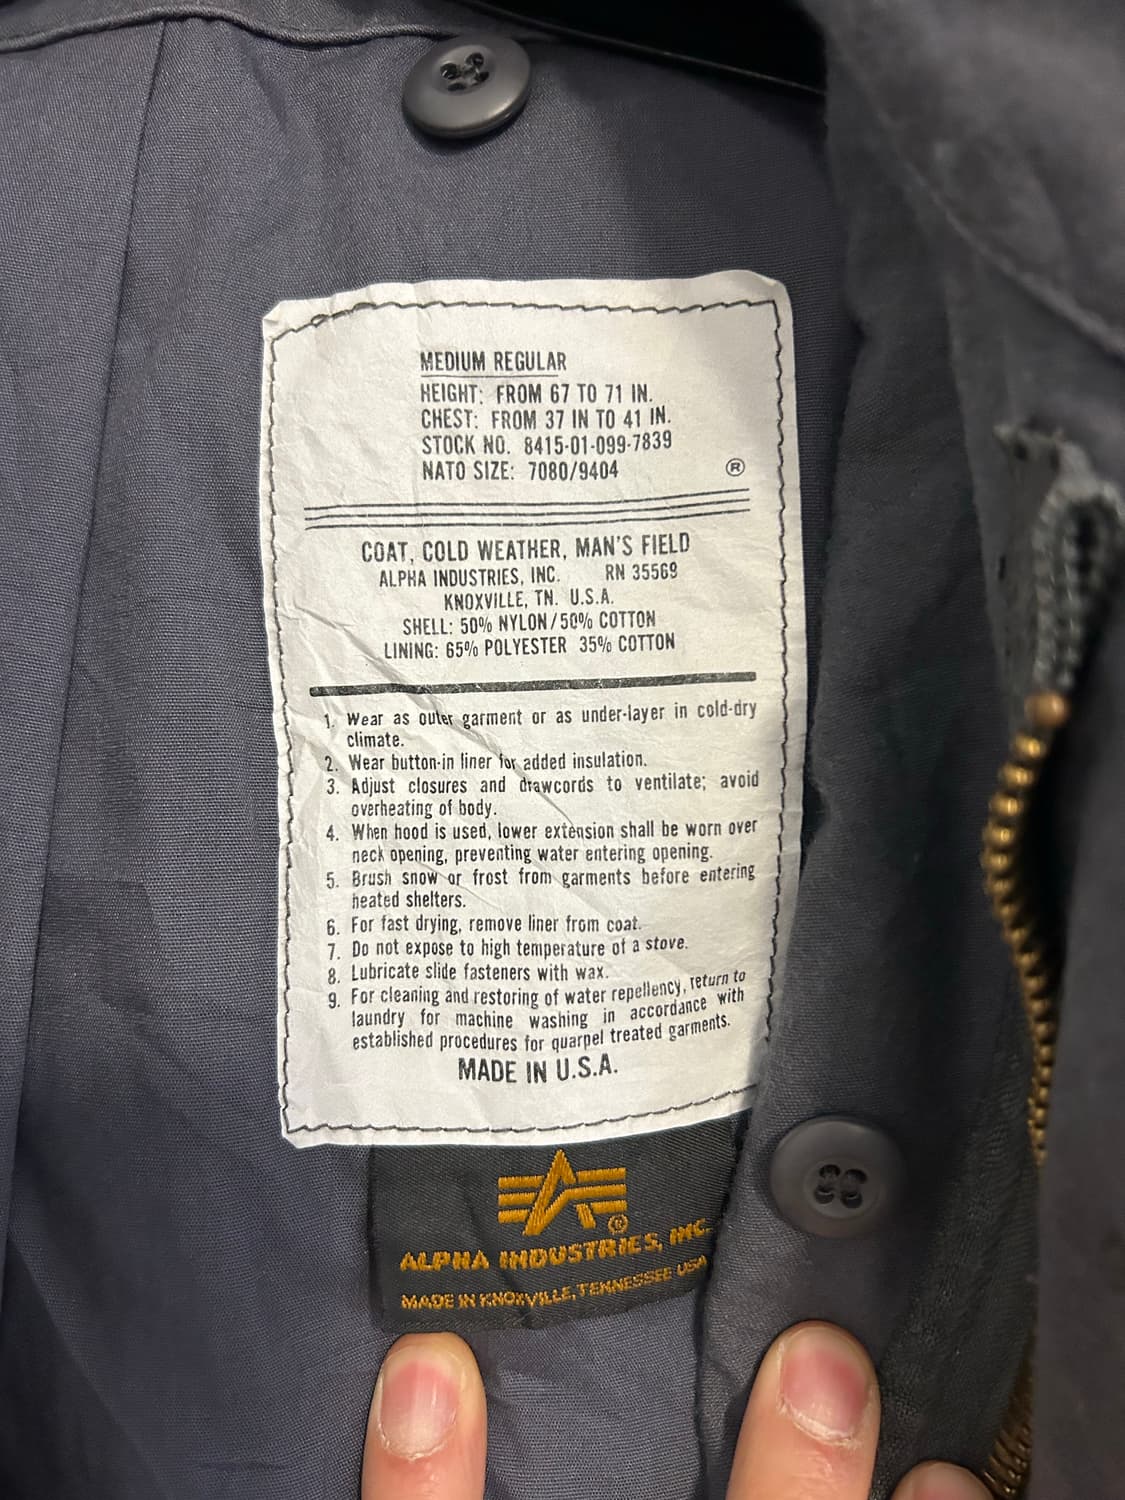 MEDIUM REGULAR
HEIGHT: FROM 67 TO 71 IN.
CHEST: FROM 37 IN TO 41 IN.
STOCK NO. 8415-01-099-7839
NATO SIZE: 7080/9404 ®
COAT, COLD WEATHER, MAN'S FIELD
ALPHA INDUSTRIES, INC. RN 35569
KNOXVILLE, TN. U.S.A.
SHELL: 50% NYLON/50% COTTON
LINING: 65% POLYESTER 35% COTTON
1. Wear as outer garment or as under-layer in cold-dry
climate.
2. Wear button-in liner for added insulation.
3. Adjust closures and drawcords to ventilate; avoid
overheating of body.
4. When hood is used, lower extension shall be worn over
neck opening, preventing water entering opening.
5. Brush snow or frost from garments before entering
heated shelters.
6. For fast drying, remove liner from coat.
7. Do not expose to high temperature of a stove.
8. Lubricate slide fasteners with wax.
9. For cleaning and restoring of water repellency, return to
laundry for machine washing in accordance with
established procedures for quarpel treated garments.
MADE IN U.S.A.
®
ALPHA INDUSTRIES, INC.
MADE IN KNOXVILLE, TENNESSEE USA